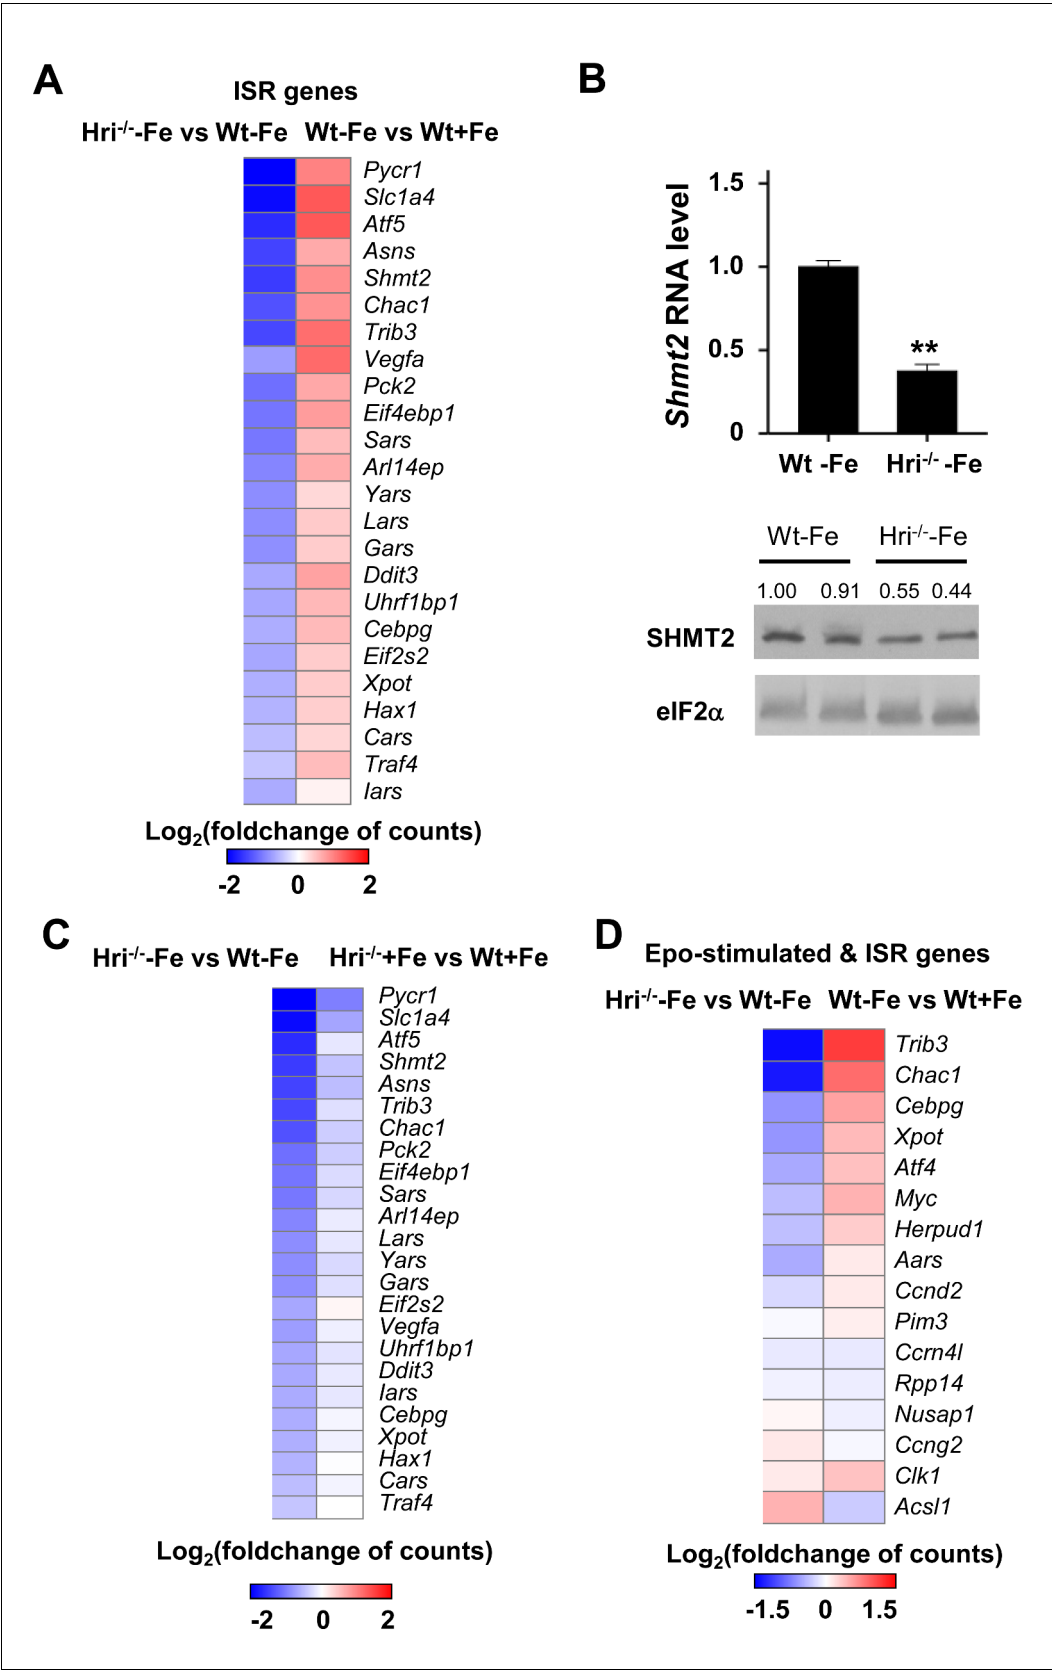 A
ISR genes
Hri-/--Fe vs Wt-Fe Wt-Fe vs Wt+Fe
Pycr1
Slc1a4
Atf5
Asns
Shmt2
Chac1
Trib3
Vegfa
Pck2
Eif4ebp1
Sars
Arl14ep
Yars
Lars
Gars
Ddit3
Uhrf1bp1
Cebpg
Eif2s2
Xpot
Hax1
Cars
Traf4
Iars
Log2(foldchange of counts)
-2 0 2
B
Shmt2 RNA level
1.5
1.0
0.5
0
**
Wt -Fe Hri-/- -Fe
Wt-Fe Hri-/--Fe
1.00 0.91 0.55 0.44
SHMT2
eIF2α
C
Hri-/--Fe vs Wt-Fe Hri-/-+Fe vs Wt+Fe
Pycr1
Slc1a4
Atf5
Shmt2
Asns
Trib3
Chac1
Pck2
Eif4ebp1
Sars
Arl14ep
Lars
Yars
Gars
Eif2s2
Vegfa
Uhrf1bp1
Ddit3
Iars
Cebpg
Xpot
Hax1
Cars
Traf4
Log2(foldchange of counts)
-2 0 2
D
Epo-stimulated & ISR genes
Hri-/--Fe vs Wt-Fe Wt-Fe vs Wt+Fe
Trib3
Chac1
Cebpg
Xpot
Atf4
Myc
Herpud1
Aars
Ccnd2
Pim3
Ccrn4l
Rpp14
Nusap1
Ccng2
Clk1
Acsl1
Log2(foldchange of counts)
-1.5 0 1.5